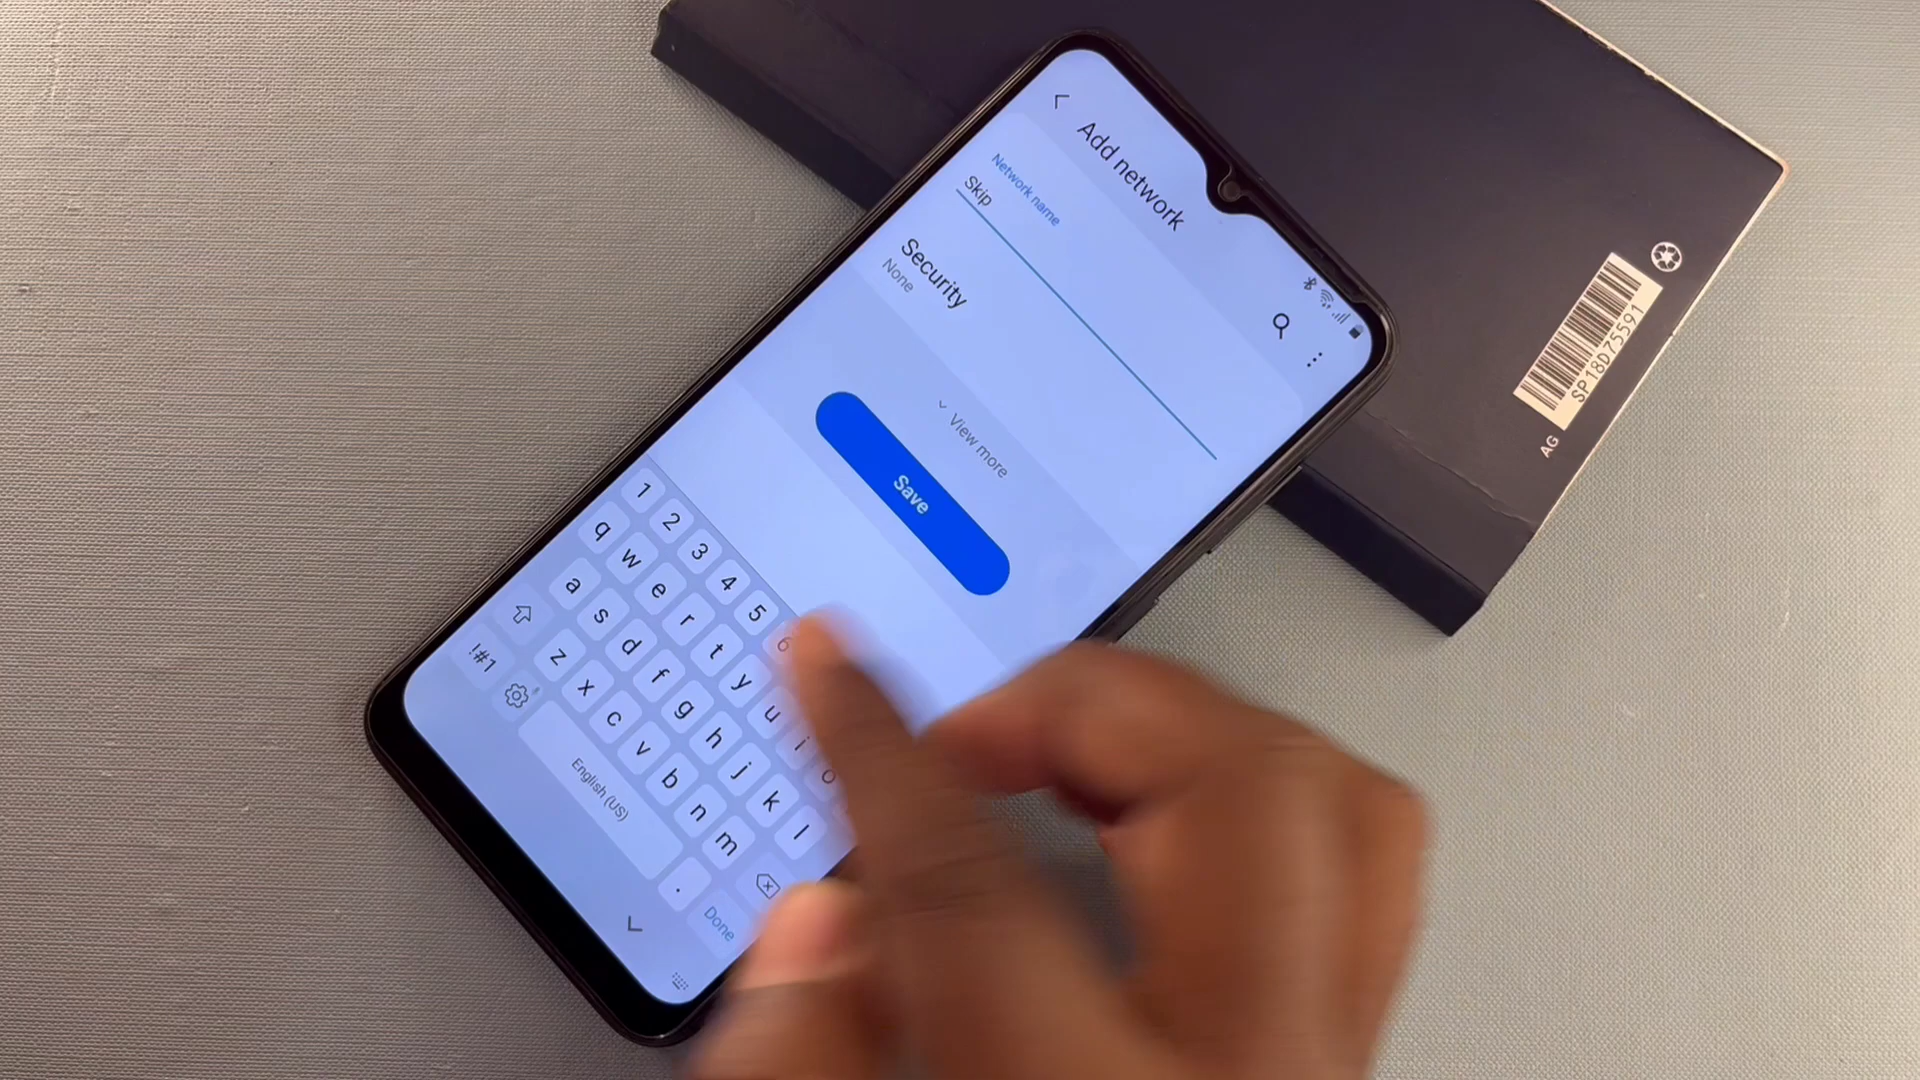 Add network
Network name
Skip
Security
None
View more
Save
1 2 3 4 5 6
q w e r t y u i o
a s d f g h j k l
z x c v b n m
!#1
English (US)
.
Done
SP18D75591
AG